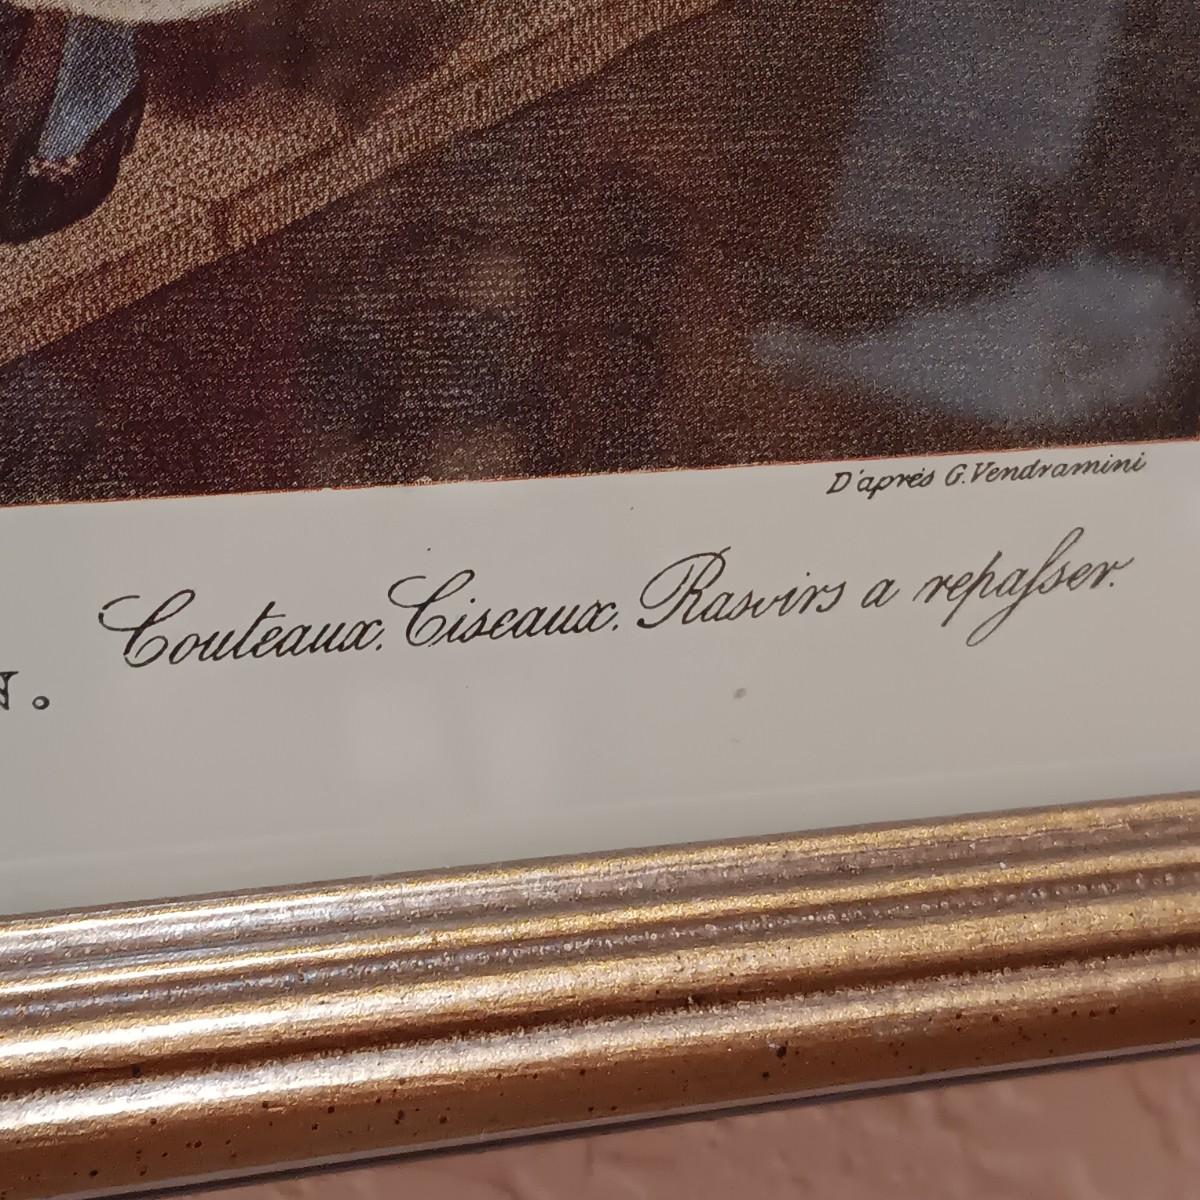 D'après G. Vendramini
Couteaux. Ciseaux. Rasoirs a repaſser.
N.